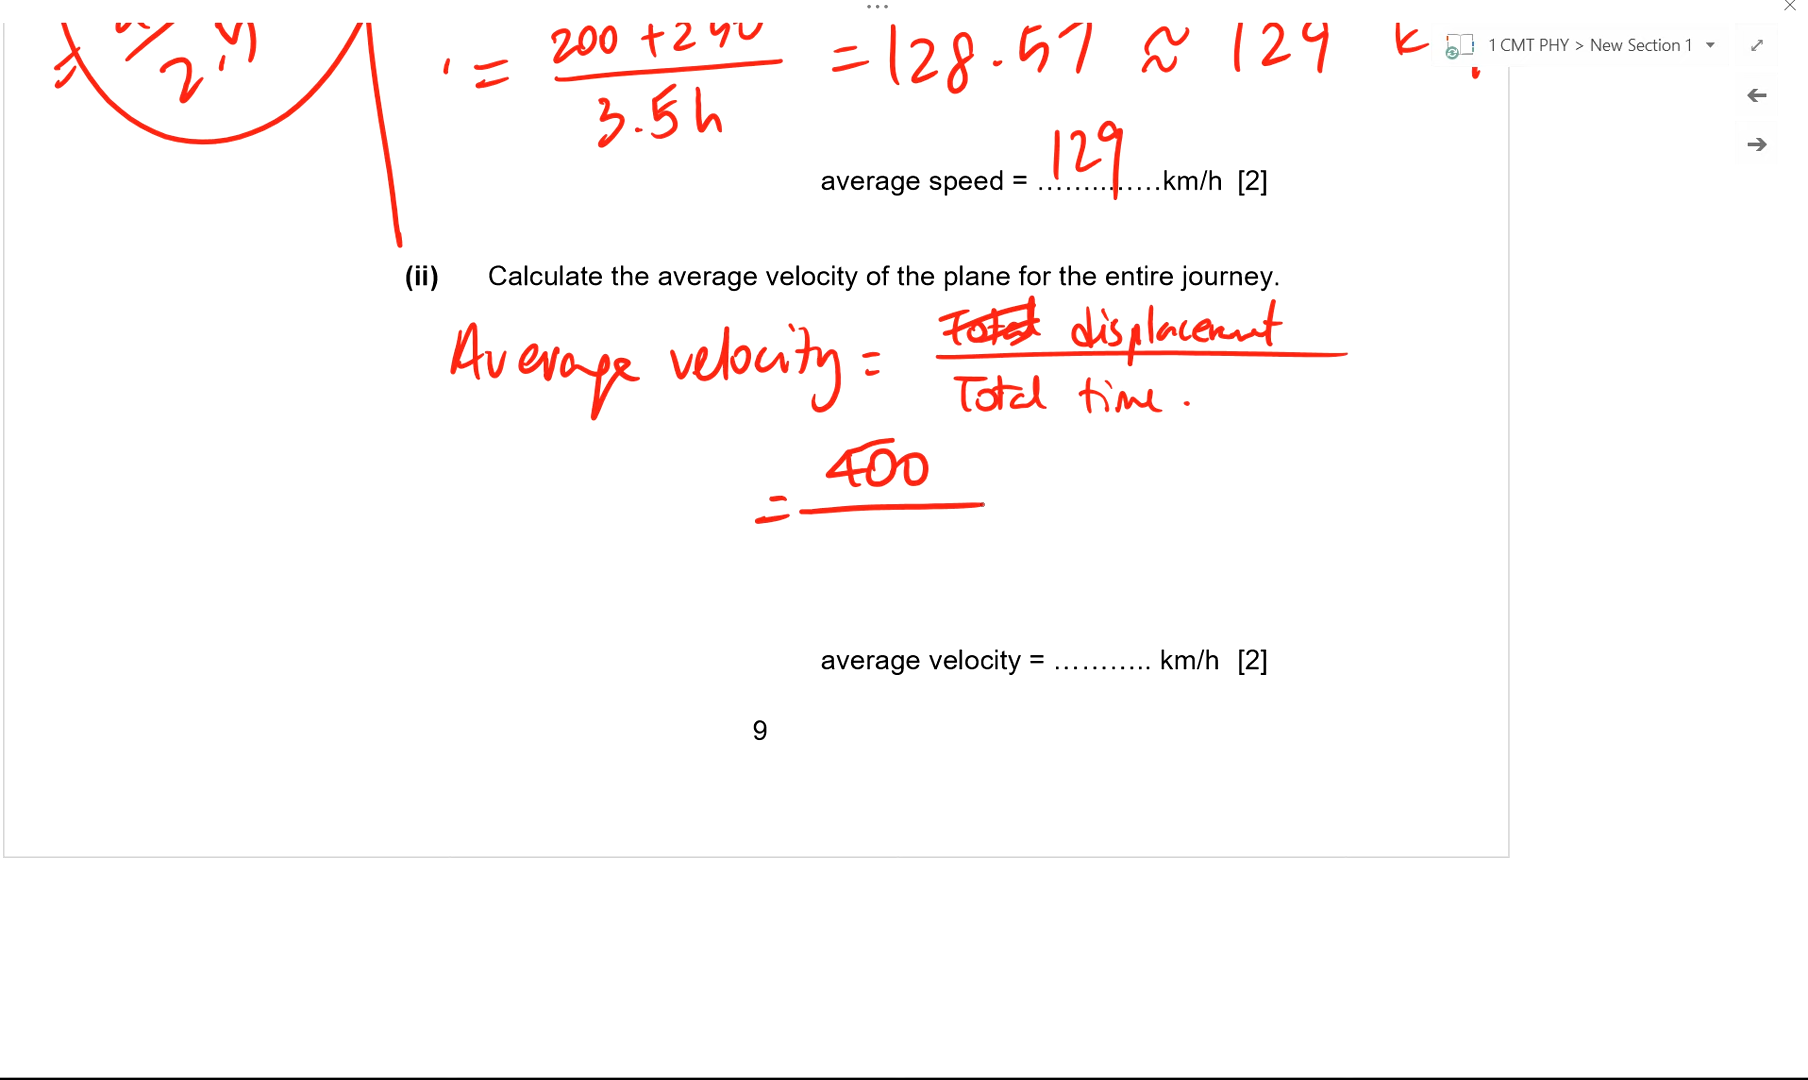 1 CMT PHY > New Section 1
= 200 + 250 / 3.5h = 128.57 ≈ 129 k
average speed = 129 km/h [2]
(ii) Calculate the average velocity of the plane for the entire journey.
Average velocity = displacement / Total time.
= 400
average velocity = ........... km/h [2]
9